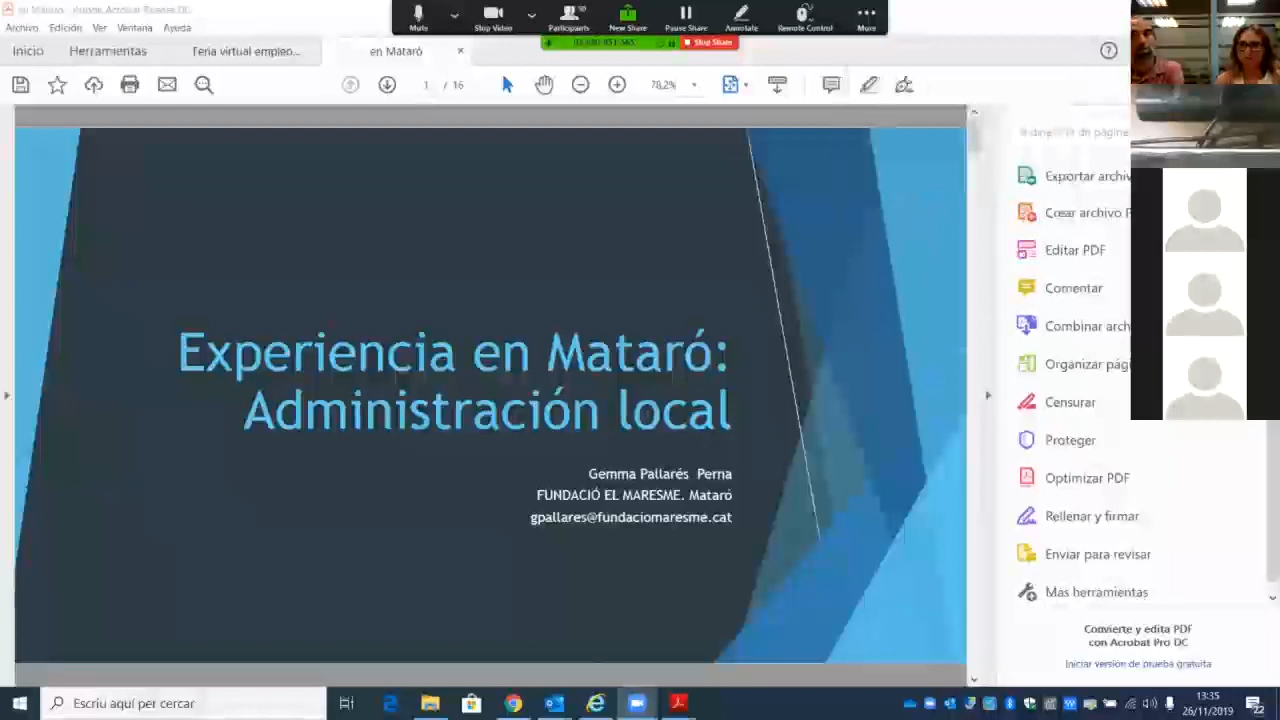 Mute
Stop Video
Participants
New Share
Pause Share
Annotate
Remote Control
More
Stop Share
Edición Ver Ventana Ayuda
Herramientas
Feria virtual empleo...
en Mataró
1 / 16
78,2%
Exportar archiv
Crear archivo P
Editar PDF
Comentar
Combinar arch
Organizar pági
Censurar
Proteger
Optimizar PDF
Rellenar y firmar
Enviar para revisar
Más herramientas
Convierte y edita PDF
con Acrobat Pro DC
Iniciar versión de prueba gratuita
Experiencia en Mataró:
Administración local
Gemma Pallarés Perna
FUNDACIÓ EL MARESME. Mataró
gpallares@fundaciomaresme.cat
Escriu aquí per cercar
13:35
26/11/2019
22